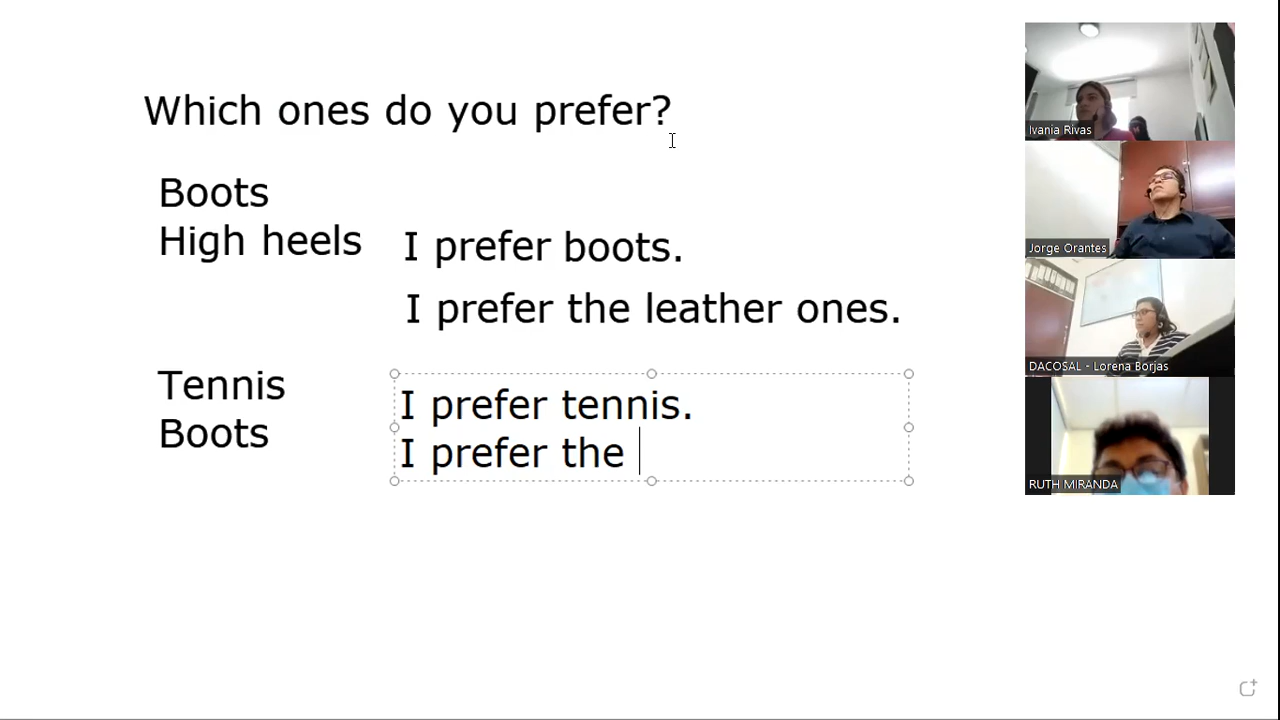 Which ones do you prefer?
Boots
High heels
I prefer boots.
I prefer the leather ones.
Tennis
Boots
I prefer tennis.
I prefer the
Ivania Rivas
Jorge Orantes
DACOSAL - Lorena Borjas
RUTH MIRANDA